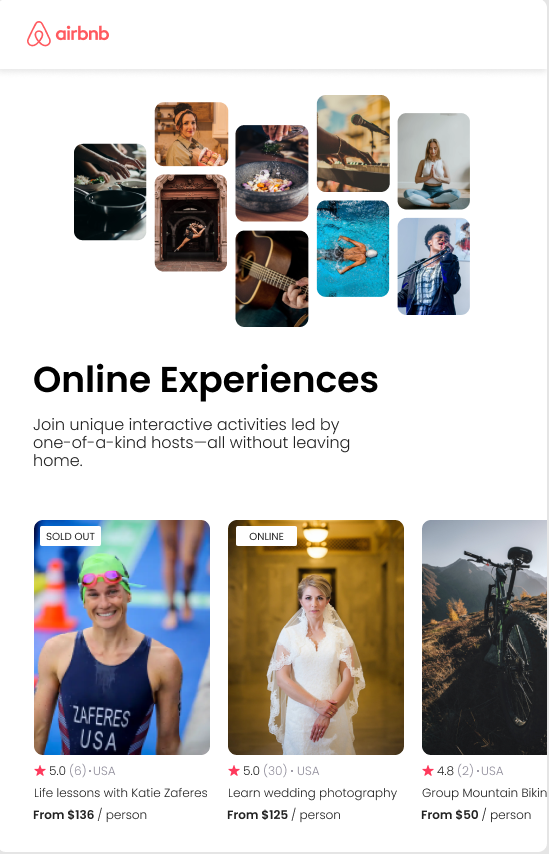 airbnb
Online Experiences
Join unique interactive activities led by
one-of-a-kind hosts—all without leaving
home.
SOLD OUT
ONLINE
ZAFERES
USA
5.0 (6) · USA
5.0 (30) · USA
4.8 (2) · USA
Life lessons with Katie Zaferes
Learn wedding photography
Group Mountain Bikin
From $136 / person
From $125 / person
From $50 / person